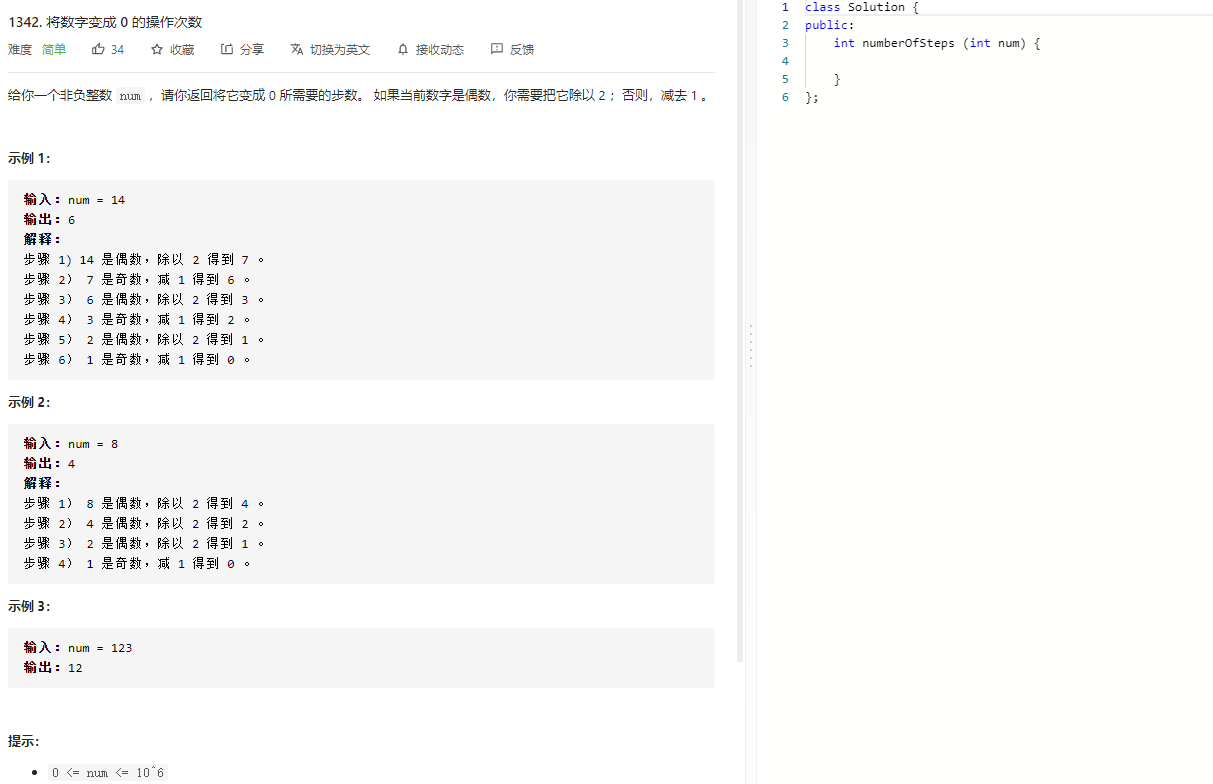 1342. 将数字变成 0 的操作次数
难度 简单 34 收藏 分享 切换为英文 接收动态 反馈
给你一个非负整数 num ，请你返回将它变成 0 所需要的步数。 如果当前数字是偶数，你需要把它除以 2 ；否则，减去 1 。
示例 1：
输入：num = 14
输出：6
解释：
步骤 1) 14 是偶数，除以 2 得到 7 。
步骤 2） 7 是奇数，减 1 得到 6 。
步骤 3） 6 是偶数，除以 2 得到 3 。
步骤 4） 3 是奇数，减 1 得到 2 。
步骤 5） 2 是偶数，除以 2 得到 1 。
步骤 6） 1 是奇数，减 1 得到 0 。
示例 2：
输入：num = 8
输出：4
解释：
步骤 1） 8 是偶数，除以 2 得到 4 。
步骤 2） 4 是偶数，除以 2 得到 2 。
步骤 3） 2 是偶数，除以 2 得到 1 。
步骤 4） 1 是奇数，减 1 得到 0 。
示例 3：
输入：num = 123
输出：12
提示：
• 0 <= num <= 10^6
1 class Solution {
2 public:
3     int numberOfSteps (int num) {
4
5     }
6 };